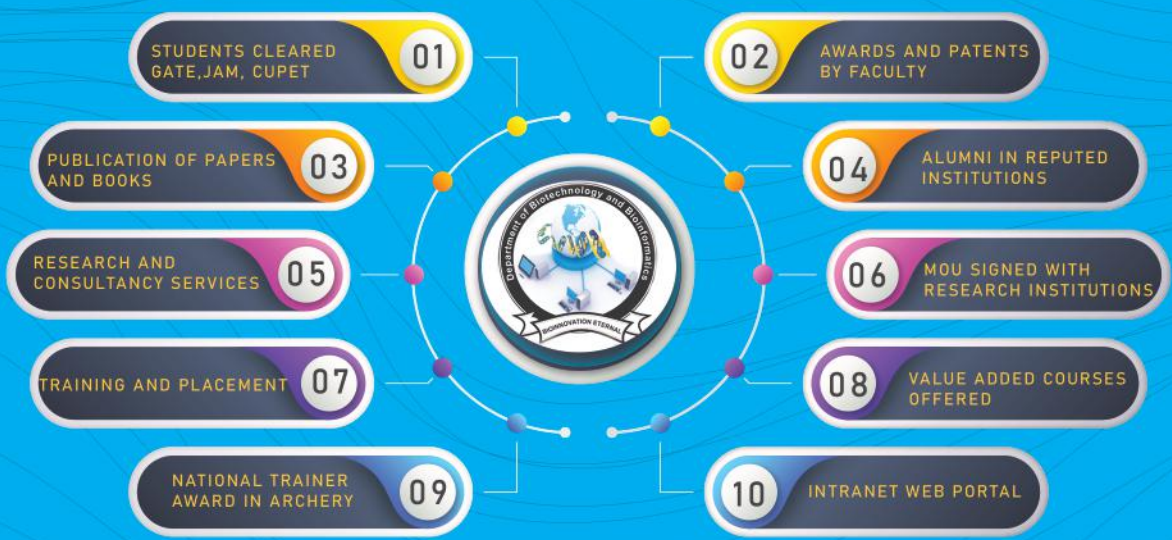 STUDENTS CLEARED
GATE,JAM, CUPET
01
02
AWARDS AND PATENTS
BY FACULTY
PUBLICATION OF PAPERS
AND BOOKS
03
04
ALUMNI IN REPUTED
INSTITUTIONS
RESEARCH AND
CONSULTANCY SERVICES
05
Department of Biotechnology and Bioinformatics
BIOINNOVATION ETERNAL
06
MOU SIGNED WITH
RESEARCH INSTITUTIONS
TRAINING AND PLACEMENT
07
08
VALUE ADDED COURSES
OFFERED
NATIONAL TRAINER
AWARD IN ARCHERY
09
10
INTRANET WEB PORTAL